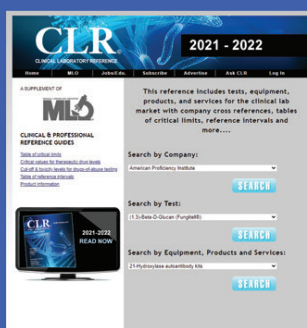 CLR
CLINICAL LABORATORY REFERENCE
2021 - 2022
Home MLO Jobs/Edu. Subscribe Advertise Ask CLR Log In
A SUPPLEMENT OF
MLO
CLINICAL & PROFESSIONAL
REFERENCE GUIDES
Table of critical limits
Critical values for therapeutic drug levels
Cut-off & toxicity levels for drugs-of-abuse testing
Table of reference intervals
Product information
CLR
2021-2022
READ NOW
This reference includes tests, equipment,
products, and services for the clinical lab
market with company cross references, tables
of critical limits, reference intervals and
more....
Search by Company:
American Proficiency Institute
SEARCH
Search by Test:
(1,3)-Beta-D-Glucan (Fungitell®)
SEARCH
Search by Equipment, Products and Services:
21-Hydroxylase autoantibody kits
SEARCH